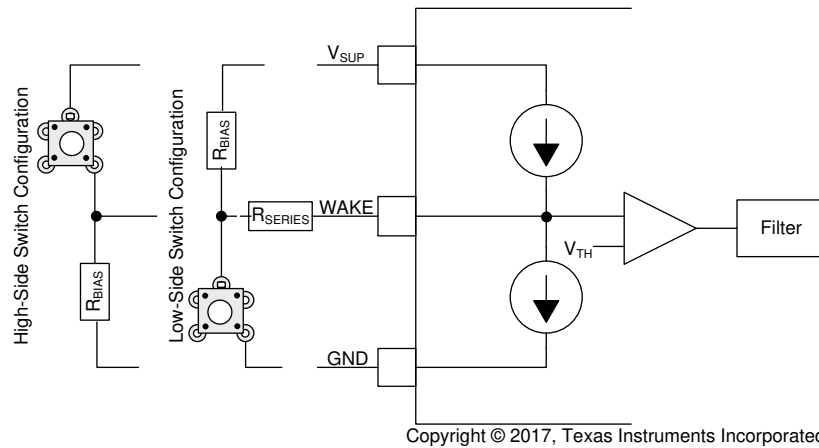 High-Side Switch Configuration
R_BIAS
Low-Side Switch Configuration
R_BIAS
R_SERIES
V_SUP
WAKE
GND
V_TH
Filter
Copyright © 2017, Texas Instruments Incorporated